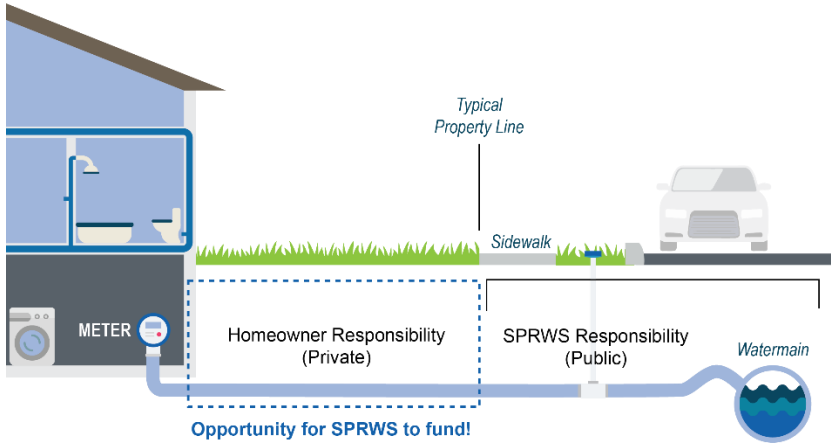 Typical
Property Line
Sidewalk
METER
Homeowner Responsibility
(Private)
SPRWS Responsibility
(Public)
Watermain
Opportunity for SPRWS to fund!